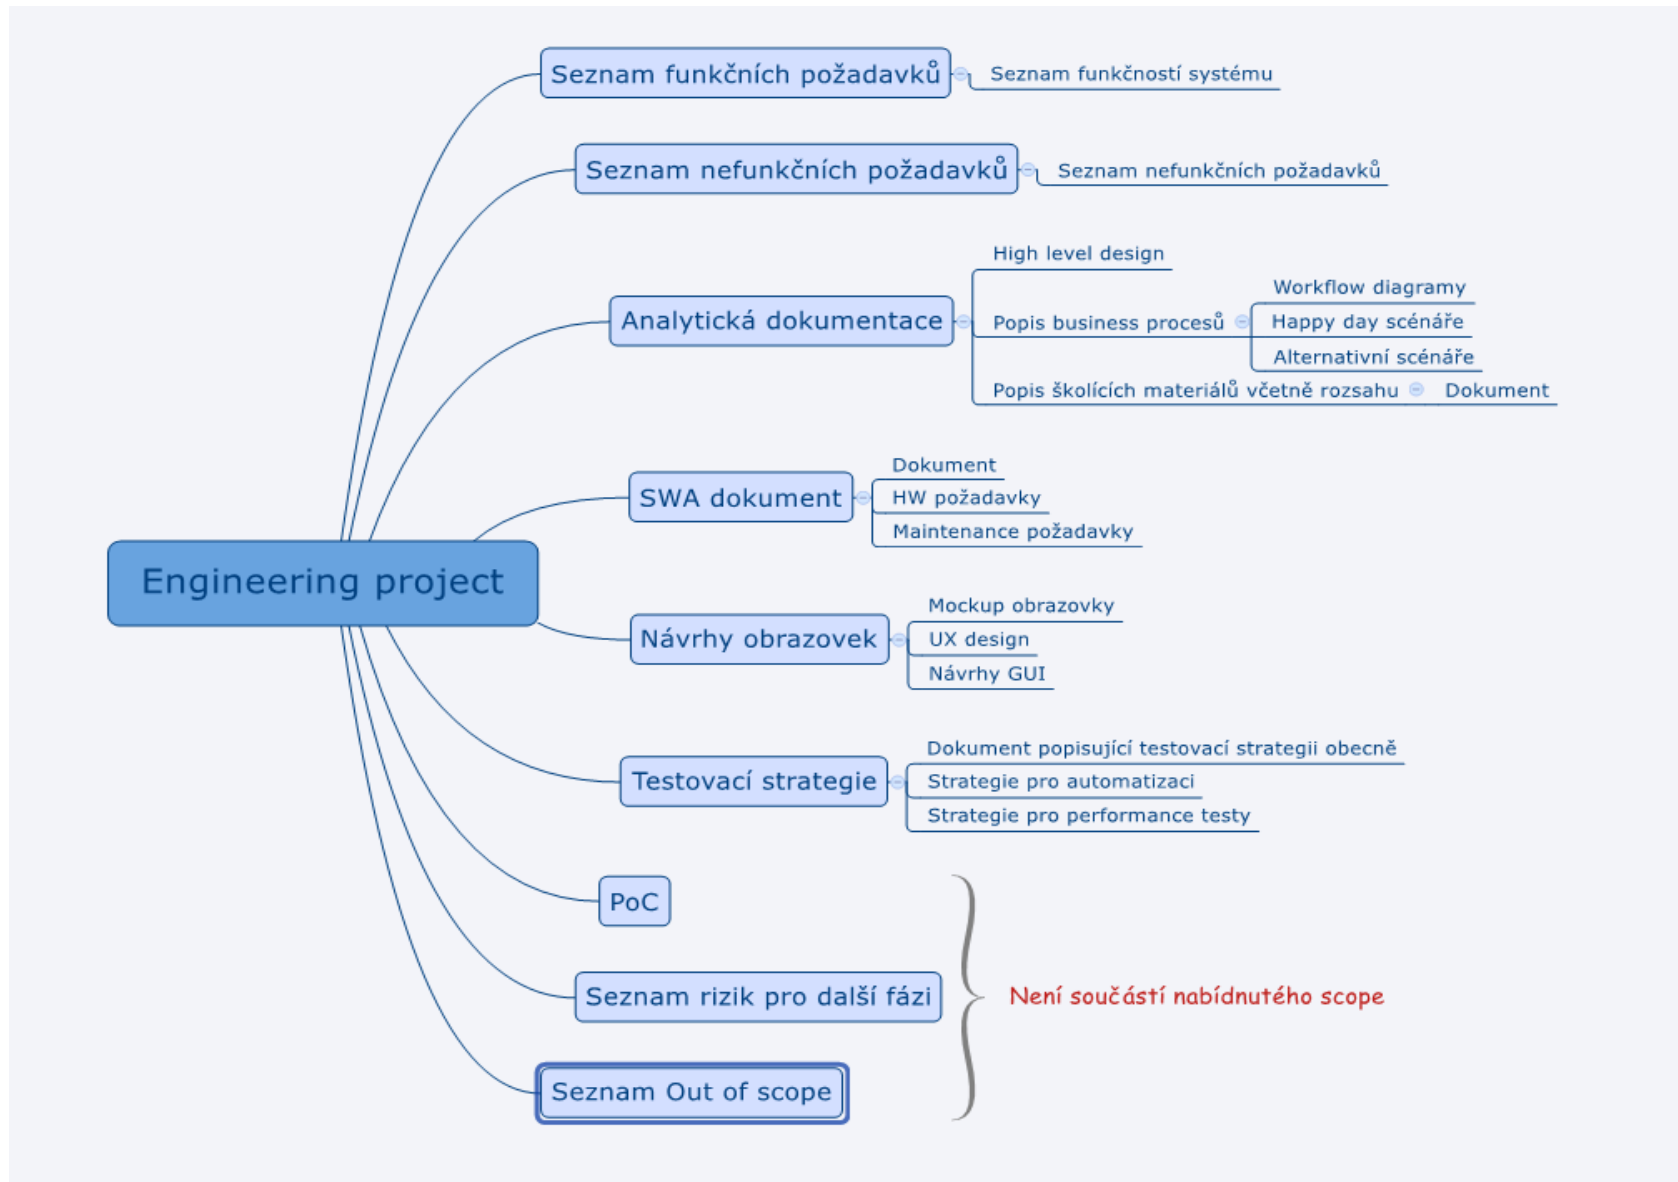 Seznam funkčních požadavků
Seznam funkčností systému
Seznam nefunkčních požadavků
Seznam nefunkčních požadavků
High level design
Workflow diagramy
Analytická dokumentace
Popis business procesů
Happy day scénáře
Alternativní scénáře
Popis školících materiálů včetně rozsahu
Dokument
Dokument
SWA dokument
HW požadavky
Maintenance požadavky
Engineering project
Mockup obrazovky
Návrhy obrazovek
UX design
Návrhy GUI
Dokument popisující testovací strategii obecně
Testovací strategie
Strategie pro automatizaci
Strategie pro performance testy
PoC
Seznam rizik pro další fázi
Není součástí nabídnutého scope
Seznam Out of scope